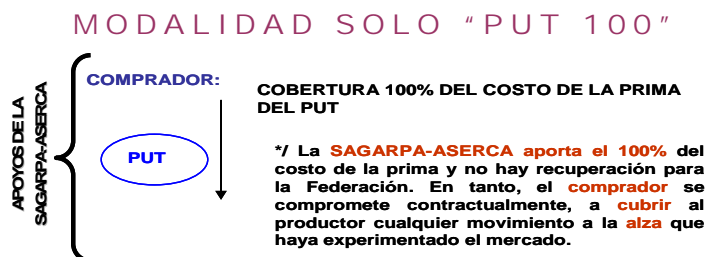 MODALIDAD SOLO “PUT 100”
APOYOS DE LA
SAGARPA-ASERCA
COMPRADOR:
PUT
COBERTURA 100% DEL COSTO DE LA PRIMA
DEL PUT
*/ La SAGARPA-ASERCA aporta el 100% del
costo de la prima y no hay recuperación para
la Federación. En tanto, el comprador se
compromete contractualmente, a cubrir al
productor cualquier movimiento a la alza que
haya experimentado el mercado.